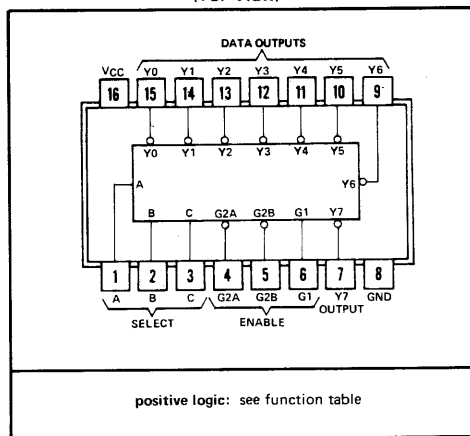 DATA OUTPUTS
VCC Y0 Y1 Y2 Y3 Y4 Y5 Y6
16 15 14 13 12 11 10 9
Y0 Y1 Y2 Y3 Y4 Y5
A Y6
B C G2A G2B G1 Y7
1 2 3 4 5 6 7 8
A B C G2A G2B G1 Y7 GND
SELECT ENABLE OUTPUT
positive logic: see function table